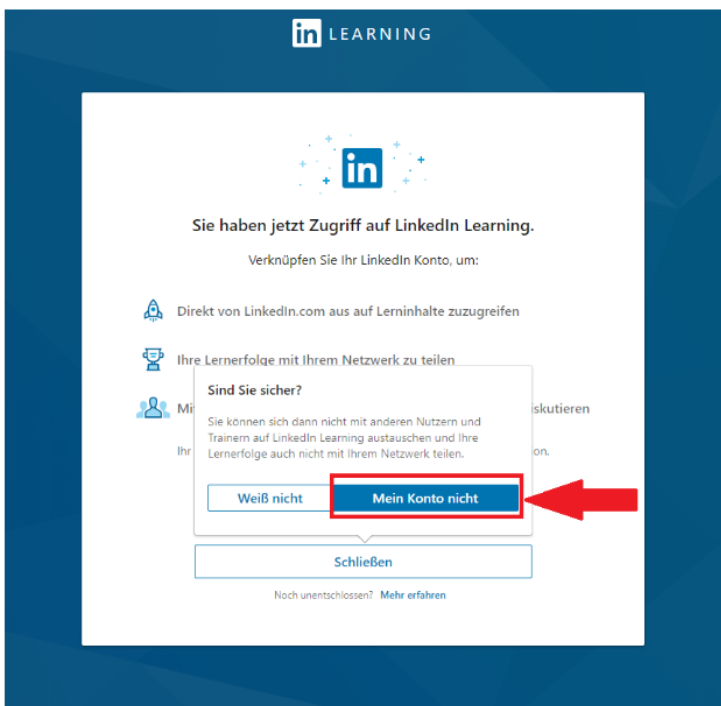 in LEARNING
in
Sie haben jetzt Zugriff auf LinkedIn Learning.
Verknüpfen Sie Ihr LinkedIn Konto, um:
Direkt von LinkedIn.com aus auf Lerninhalte zuzugreifen
Ihre Lernerfolge mit Ihrem Netzwerk zu teilen
Sind Sie sicher?
Sie können sich dann nicht mit anderen Nutzern und
Trainern auf LinkedIn Learning austauschen und Ihre
Lernerfolge auch nicht mit Ihrem Netzwerk teilen.
Weiß nicht Mein Konto nicht
Ihr
Schließen
Noch unentschlossen? Mehr erfahren